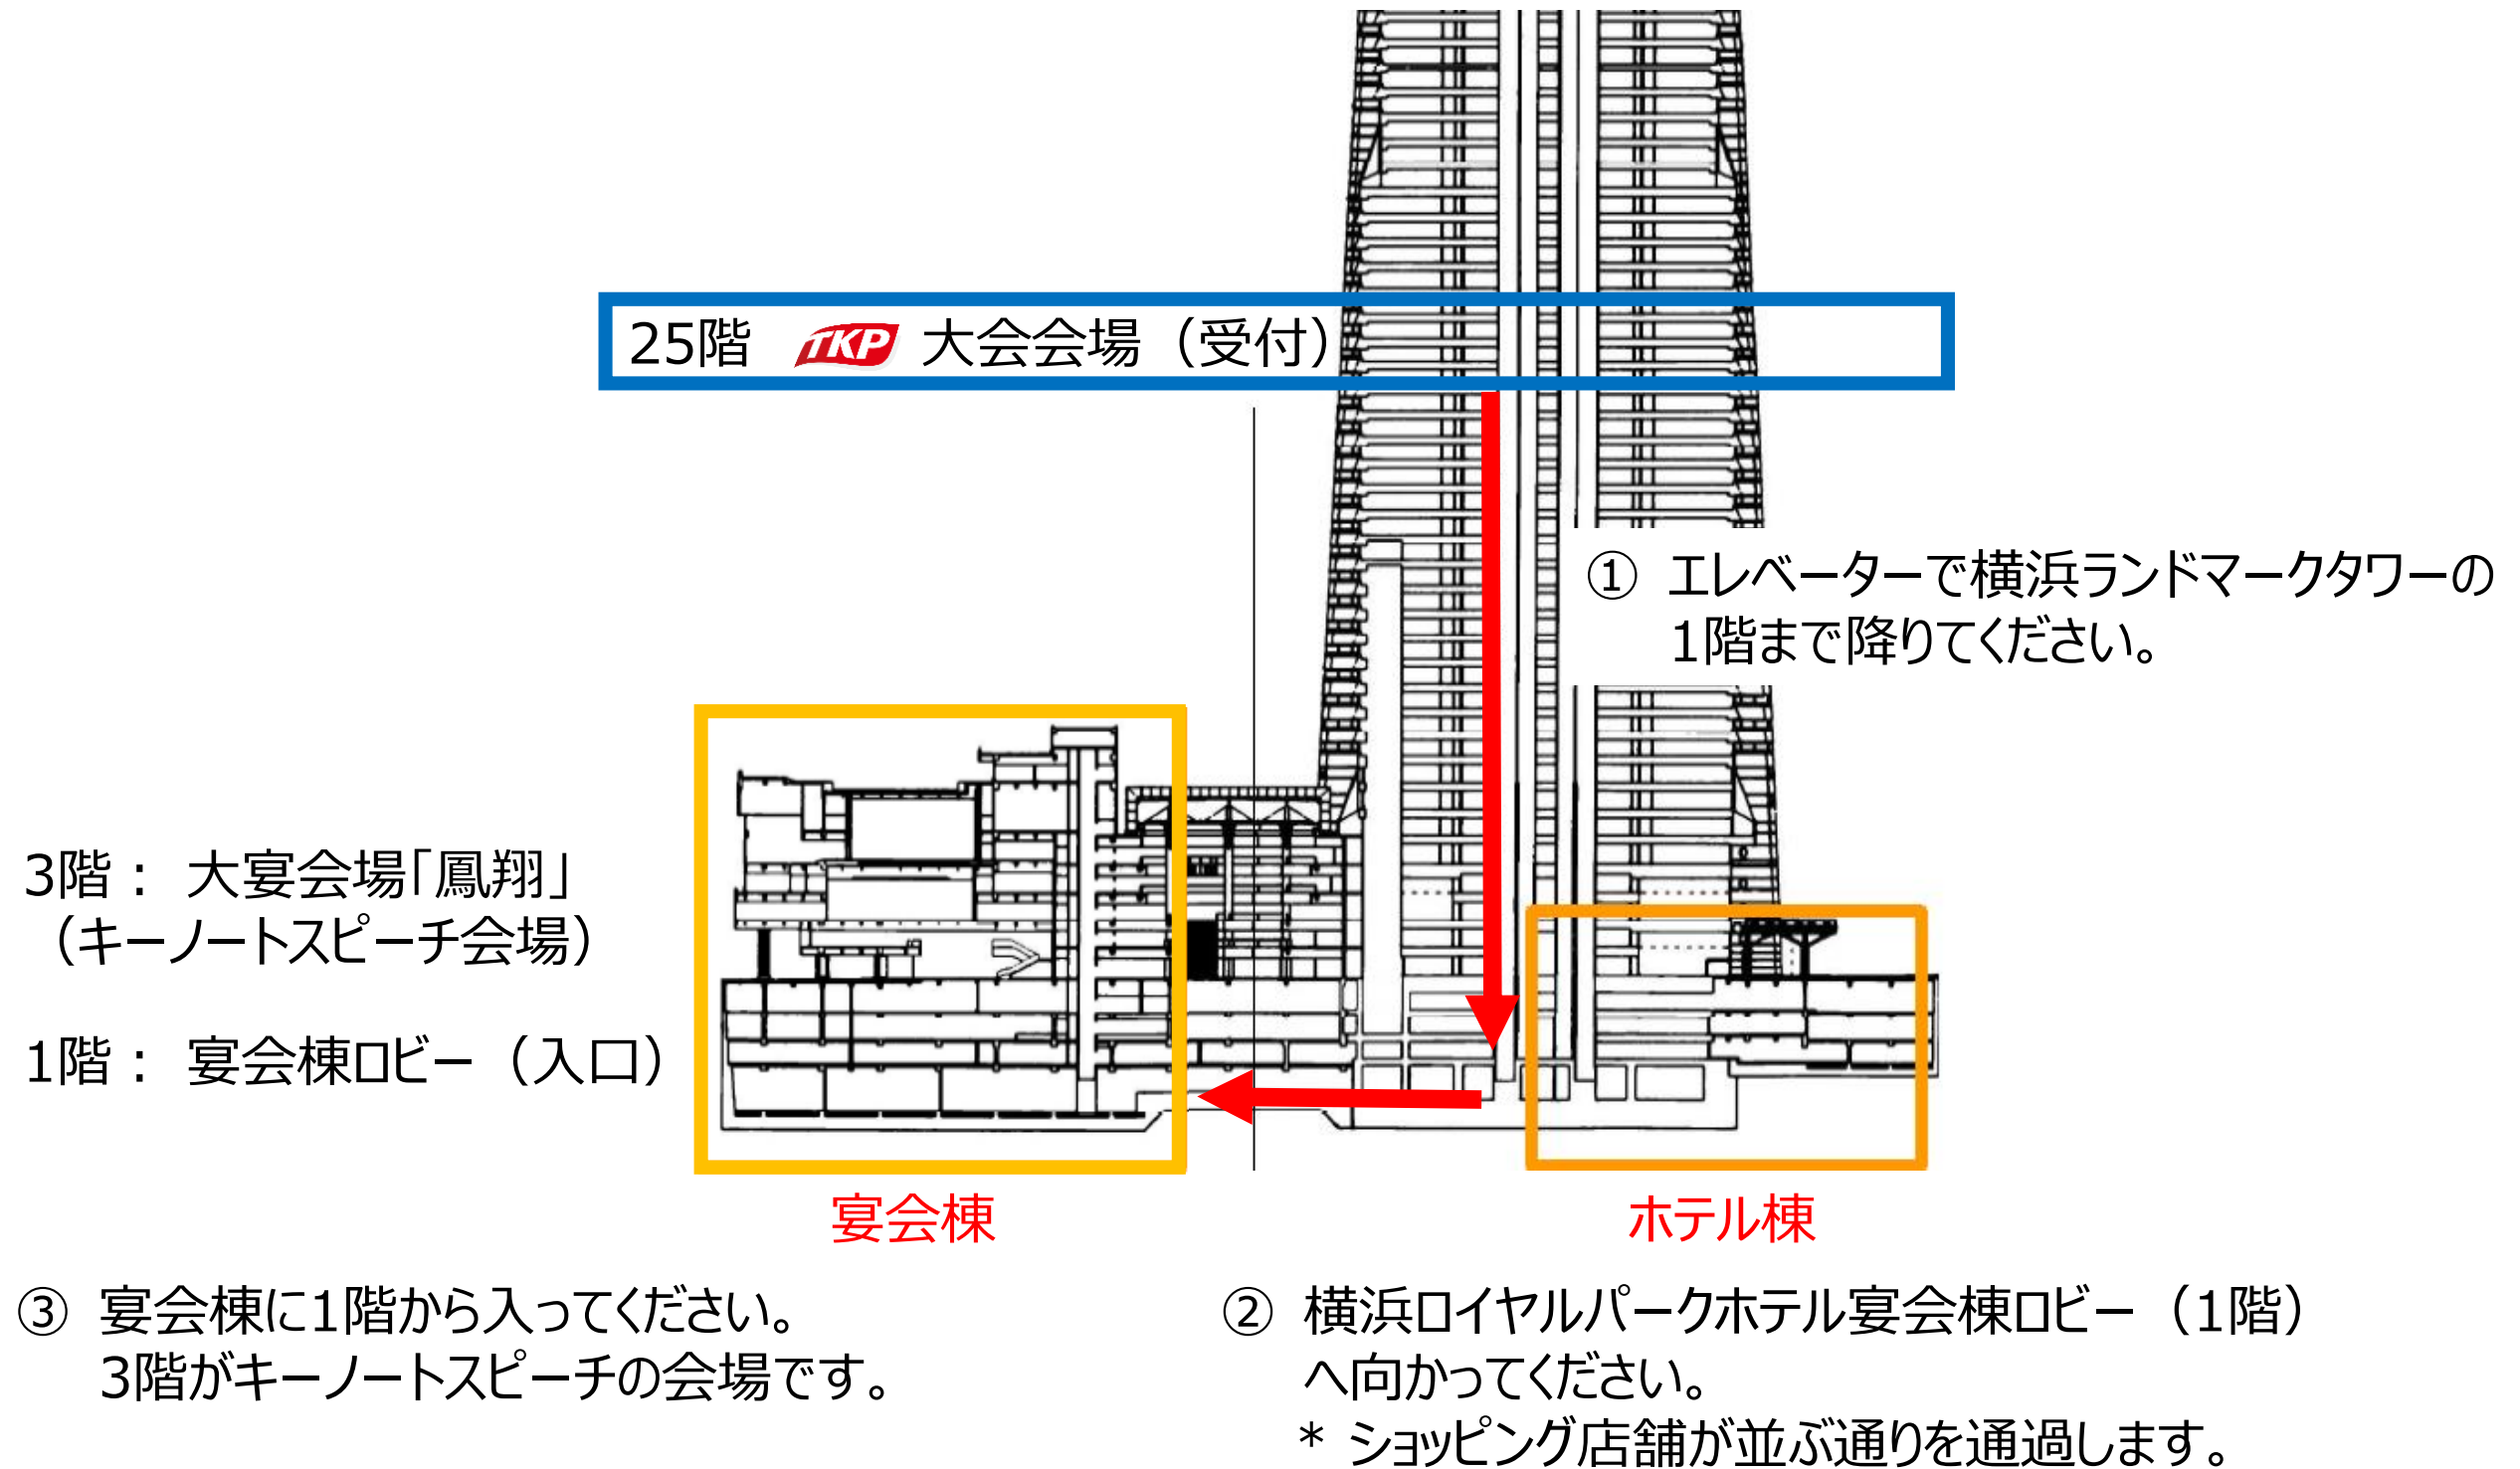 25階 TKP 大会会場（受付）
① エレベーターで横浜ランドマークタワーの
1階まで降りてください。
3階： 大宴会場「鳳翔」
（キーノートスピーチ会場）
1階： 宴会棟ロビー（入口）
宴会棟
ホテル棟
③ 宴会棟に1階から入ってください。
3階がキーノートスピーチの会場です。
② 横浜ロイヤルパークホテル宴会棟ロビー（1階）
へ向かってください。
* ショッピング店舗が並ぶ通りを通過します。